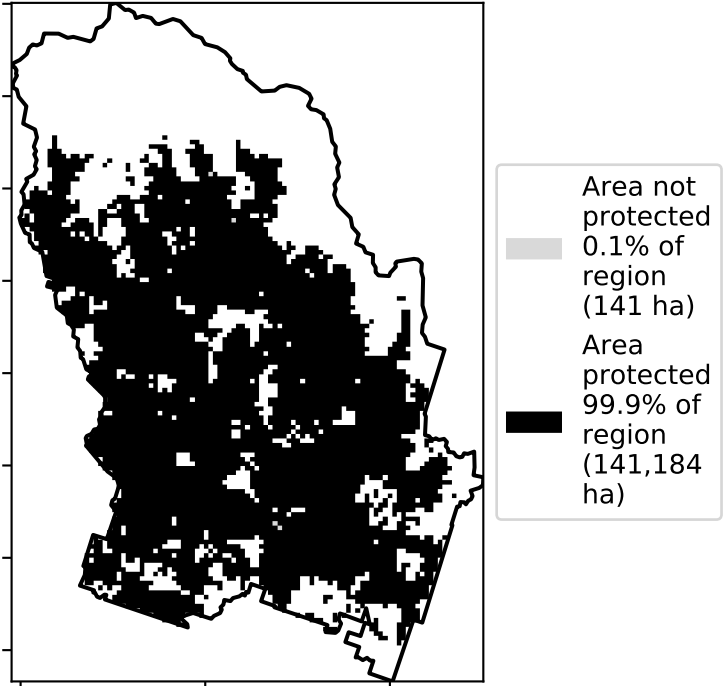 Area not
protected
0.1% of
region
(141 ha)
Area
protected
99.9% of
region
(141,184
ha)